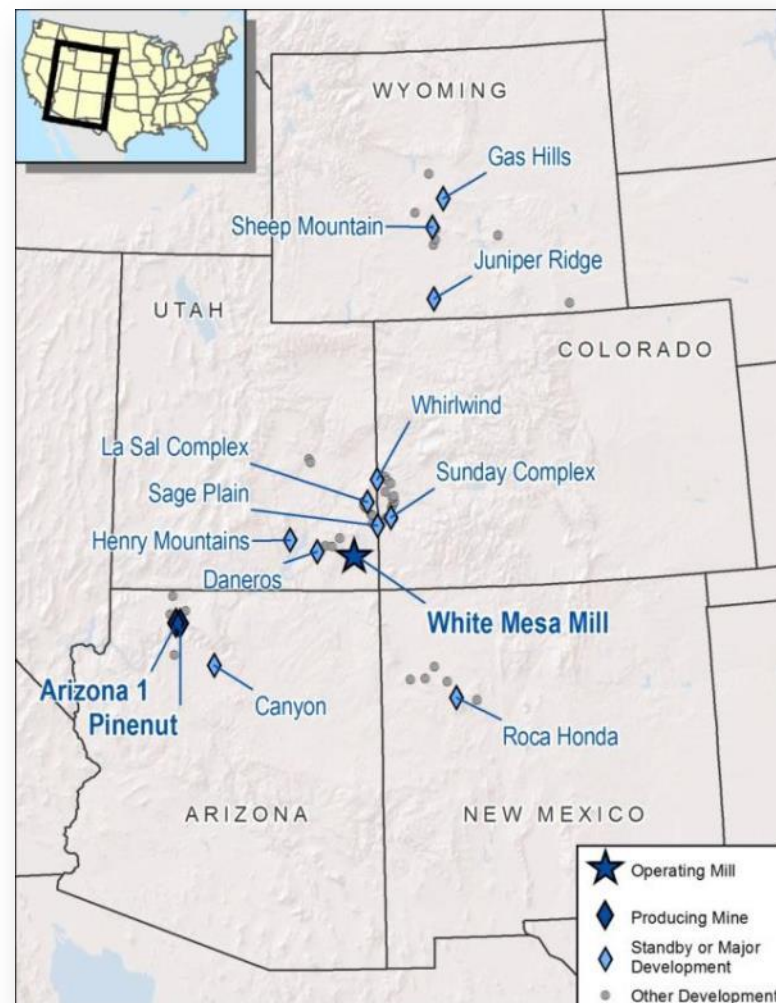 WYOMING
Gas Hills
Sheep Mountain
Juniper Ridge
UTAH
COLORADO
Whirlwind
La Sal Complex
Sunday Complex
Sage Plain
Henry Mountains
Daneros
White Mesa Mill
Arizona 1
Pinenut
Canyon
Roca Honda
ARIZONA
NEW MEXICO
Operating Mill
Producing Mine
Standby or Major
Development
Other Development